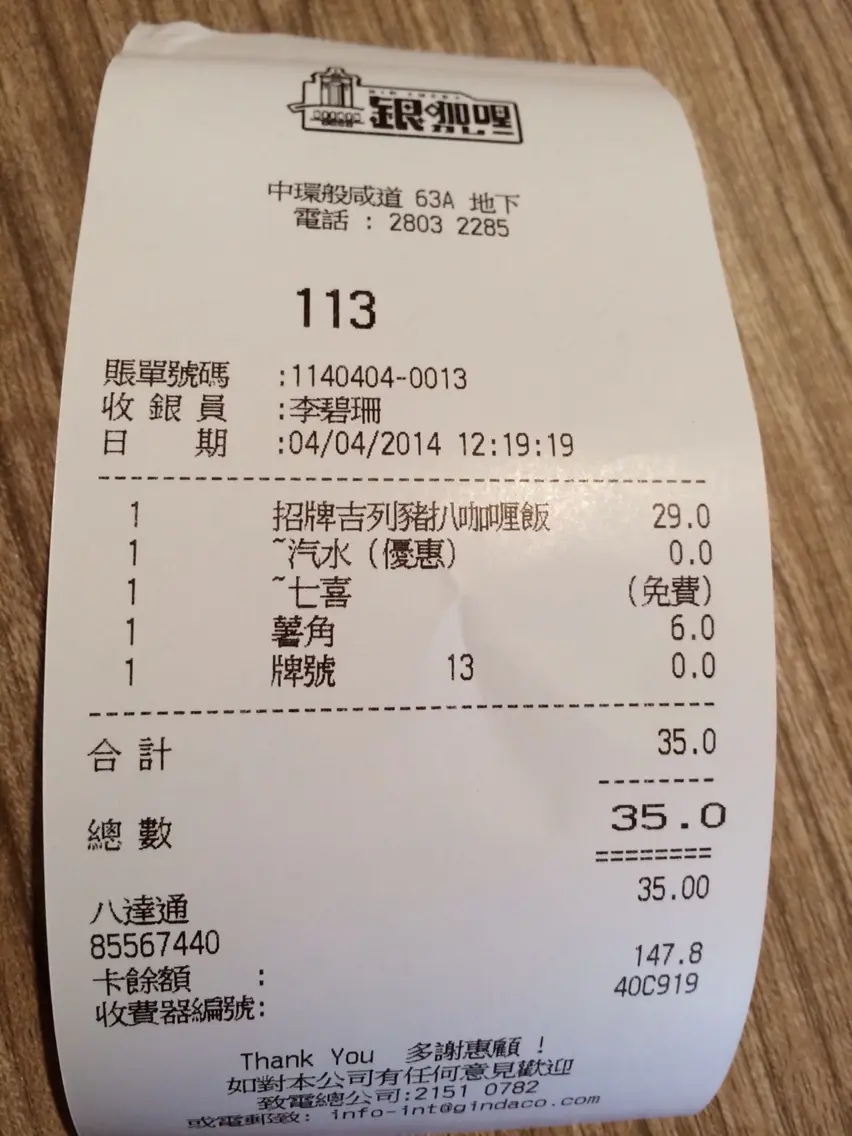 銀咖喱
カレー
中環般咸道 63A 地下
電話 : 2803 2285
113
賬單號碼 :1140404-0013
收銀員 :李碧珊
日 期 :04/04/2014 12:19:19
1 招牌吉列豬扒咖喱飯 29.0
1 ~汽水(優惠) 0.0
1 ~七喜 (免費)
1 薯角 6.0
1 牌號 13 0.0
合計 35.0
總數 35.0
八達通 35.00
85567440
卡餘額 : 147.8
收費器編號: 40C919
Thank You 多謝惠顧 !
如對本公司有任何意見歡迎
致電總公司:2151 0782
或電郵致: info-int@gindaco.com